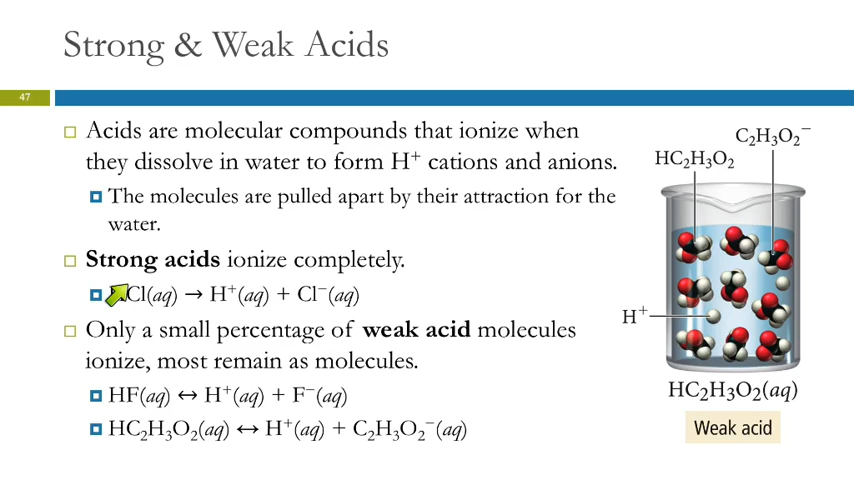 Strong & Weak Acids
47
Acids are molecular compounds that ionize when
they dissolve in water to form H⁺ cations and anions.
The molecules are pulled apart by their attraction for the
water.
Strong acids ionize completely.
Cl(aq) → H⁺(aq) + Cl⁻(aq)
Only a small percentage of weak acid molecules
ionize, most remain as molecules.
HF(aq) ↔ H⁺(aq) + F⁻(aq)
HC₂H₃O₂(aq) ↔ H⁺(aq) + C₂H₃O₂⁻(aq)
C₂H₃O₂⁻
HC₂H₃O₂
H⁺
HC₂H₃O₂(aq)
Weak acid